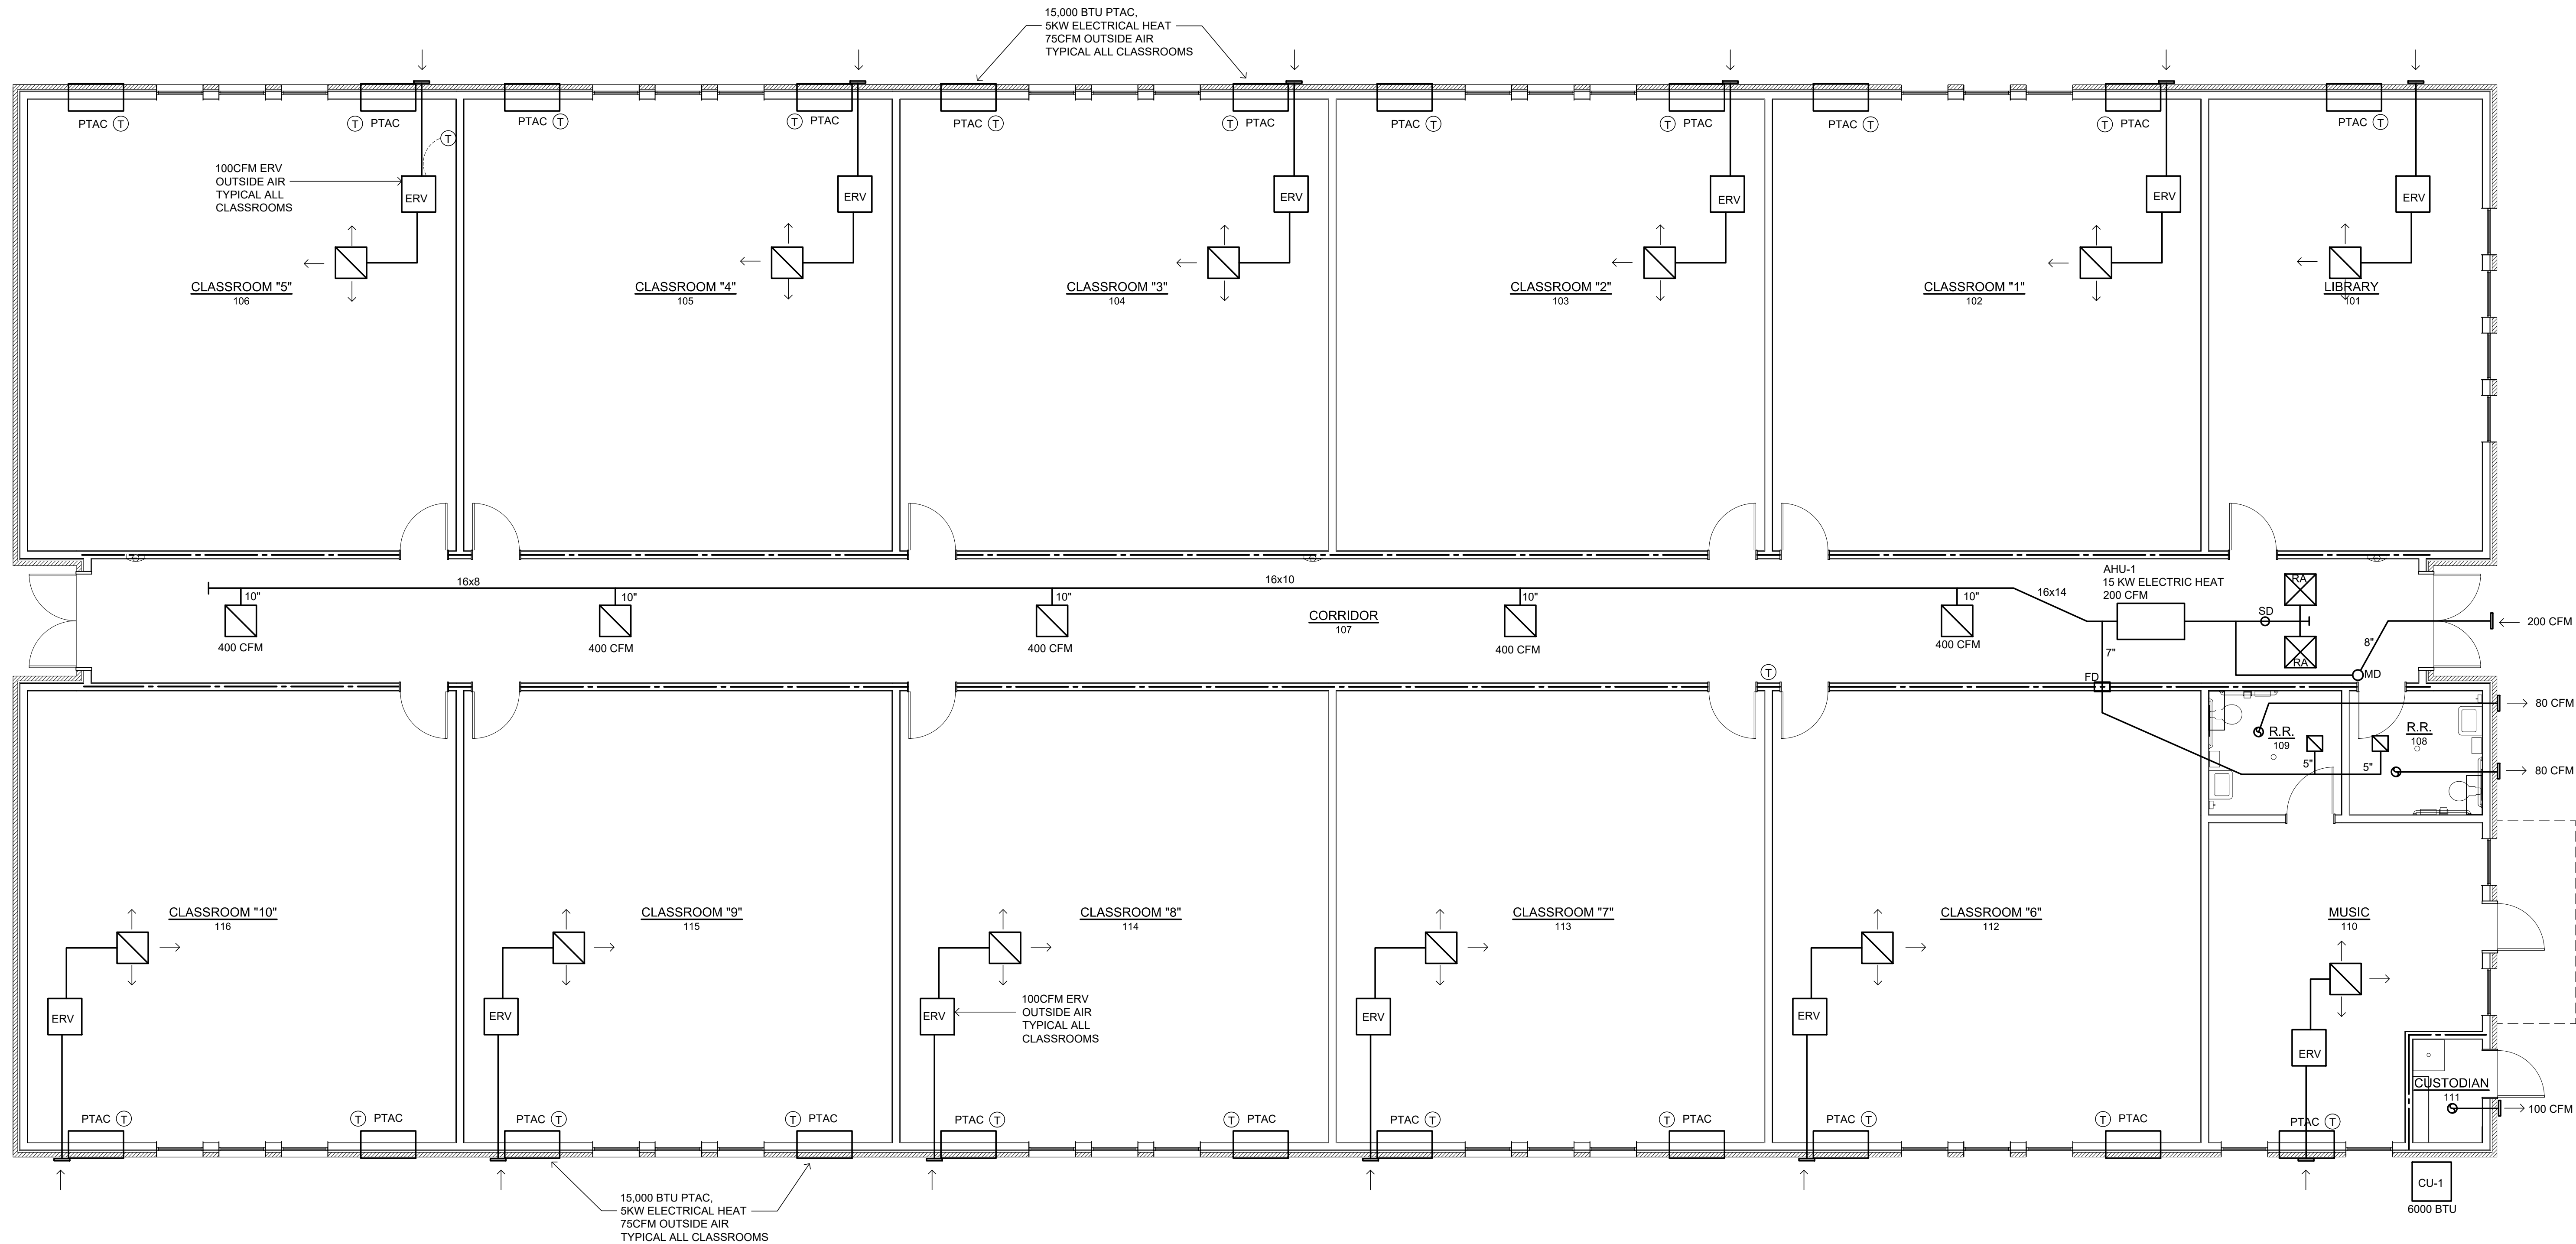 15,000 BTU PTAC,
5KW ELECTRICAL HEAT
75CFM OUTSIDE AIR
TYPICAL ALL CLASSROOMS
PTAC T
T PTAC
PTAC T
T PTAC
PTAC T
T PTAC
PTAC T
T PTAC
PTAC T
T PTAC
PTAC T
T
100CFM ERV
OUTSIDE AIR
TYPICAL ALL
CLASSROOMS
ERV
ERV
ERV
ERV
ERV
ERV
CLASSROOM "5"
106
CLASSROOM "4"
105
CLASSROOM "3"
104
CLASSROOM "2"
103
CLASSROOM "1"
102
LIBRARY
101
16x8
16x10
16x14
AHU-1
15 KW ELECTRIC HEAT
200 CFM
RA
SD
RA
10"
10"
10"
10"
10"
400 CFM
400 CFM
400 CFM
400 CFM
400 CFM
CORRIDOR
107
7"
8"
200 CFM
T
FD
MD
80 CFM
R.R.
109
R.R.
108
5"
5"
80 CFM
CLASSROOM "10"
116
CLASSROOM "9"
115
CLASSROOM "8"
114
CLASSROOM "7"
113
CLASSROOM "6"
112
MUSIC
110
ERV
ERV
ERV
100CFM ERV
OUTSIDE AIR
TYPICAL ALL
CLASSROOMS
ERV
ERV
ERV
CUSTODIAN
111
100 CFM
PTAC T
T PTAC
PTAC T
T PTAC
PTAC T
T PTAC
PTAC T
T PTAC
PTAC T
T PTAC
PTAC T
CU-1
6000 BTU
15,000 BTU PTAC,
5KW ELECTRICAL HEAT
75CFM OUTSIDE AIR
TYPICAL ALL CLASSROOMS